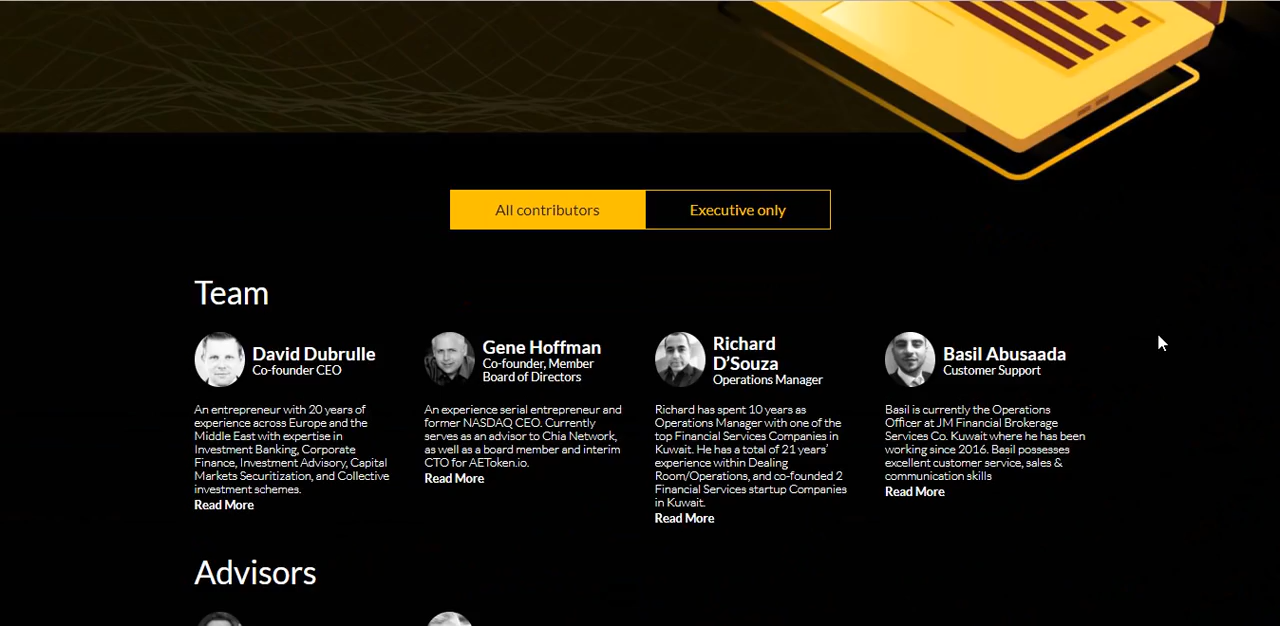 All contributors
Executive only
Team
David Dubrulle
Co-founder CEO
An entrepreneur with 20 years of
experience across Europe and the
Middle East with expertise in
Investment Banking, Corporate
Finance, Investment Advisory, Capital
Markets Securitization, and Collective
investment schemes.
Read More
Gene Hoffman
Co-founder, Member
Board of Directors
An experience serial entrepreneur and
former NASDAQ CEO. Currently
serves as an advisor to Chia Network,
as well as a board member and interim
CTO for AEToken.io.
Read More
Richard
D'Souza
Operations Manager
Richard has spent 10 years as
Operations Manager with one of the
top Financial Services Companies in
Kuwait. He has a total of 21 years'
experience within Dealing
Room/Operations, and co-founded 2
Financial Services startup Companies
in Kuwait.
Read More
Basil Abusaada
Customer Support
Basil is currently the Operations
Officer at JM Financial Brokerage
Services Co. Kuwait where he has been
working since 2016. Basil possesses
excellent customer service, sales &
communication skills
Read More
Advisors